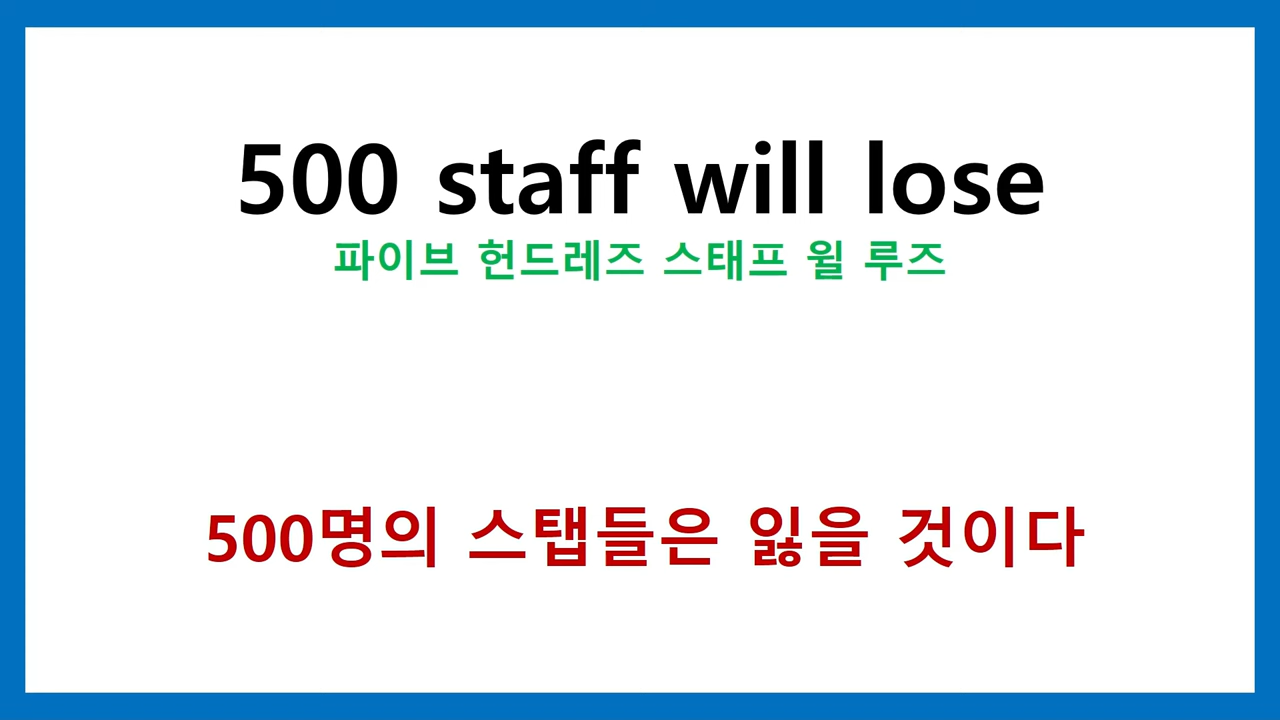 500 staff will lose
파이브 헌드레즈 스태프 윌 루즈
500명의 스탭들은 잃을 것이다